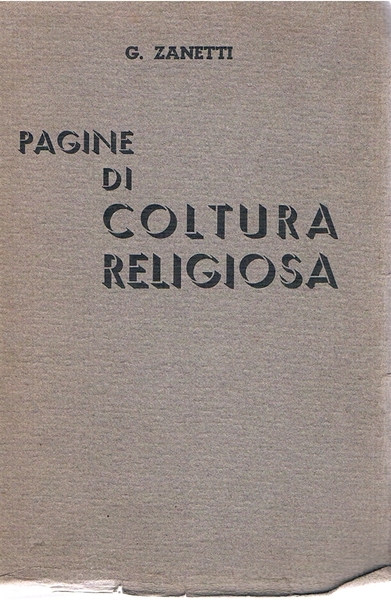 G. ZANETTI
PAGINE
DI
COLTURA
RELIGIOSA